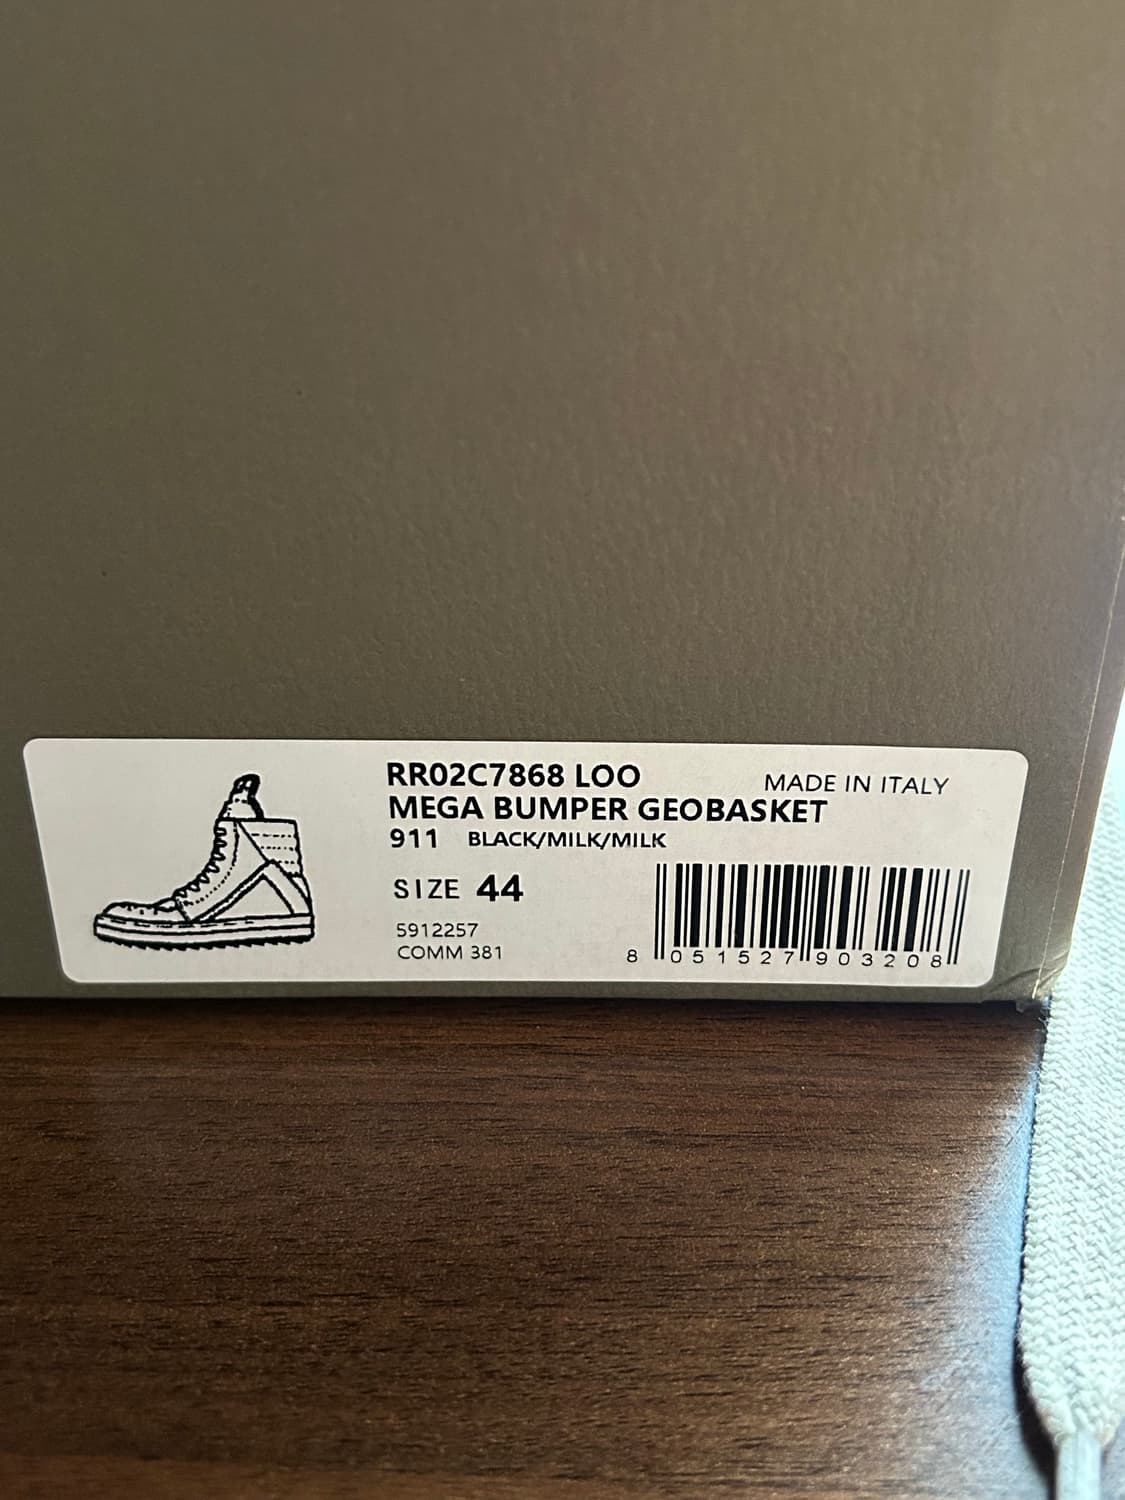 RR02C7868 LOO
MADE IN ITALY
MEGA BUMPER GEOBASKET
911 BLACK/MILK/MILK
SIZE 44
5912257
COMM 381
8 051527 903208